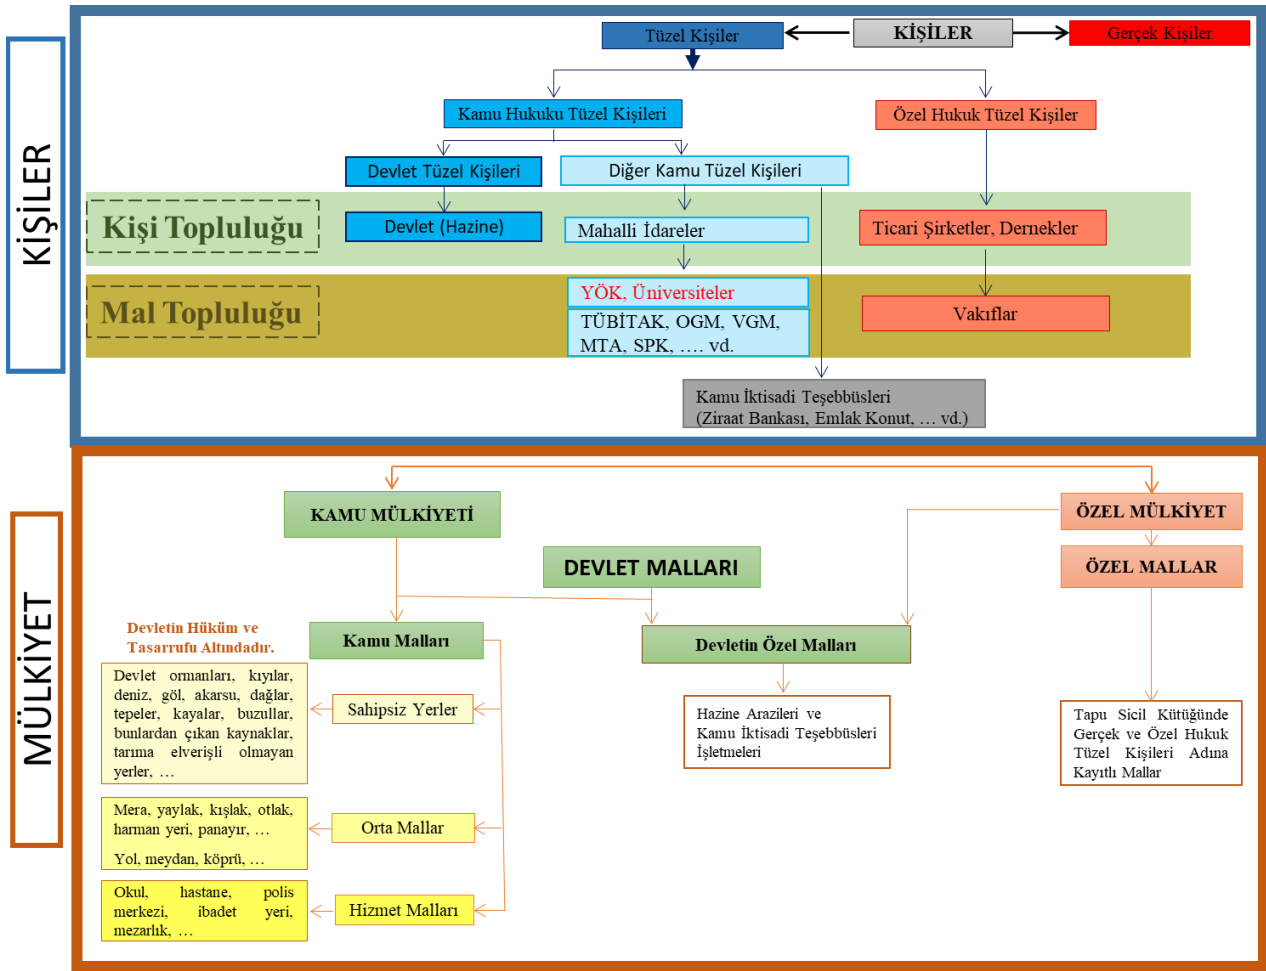 KİŞİLER
Tüzel Kişiler
KİŞİLER
Gerçek Kişiler
Kamu Hukuku Tüzel Kişileri
Özel Hukuk Tüzel Kişiler
Devlet Tüzel Kişileri
Diğer Kamu Tüzel Kişileri
Kişi Topluluğu
Devlet (Hazine)
Mahalli İdareler
Ticari Şirketler, Dernekler
Mal Topluluğu
YÖK, Üniversiteler
TÜBİTAK, OGM, VGM,
MTA, SPK, …. vd.
Vakıflar
Kamu İktisadi Teşebbüsleri
(Ziraat Bankası, Emlak Konut, … vd.)
MÜLKİYET
KAMU MÜLKİYETİ
ÖZEL MÜLKİYET
DEVLET MALLARI
ÖZEL MALLAR
Devletin Hüküm ve
Tasarrufu Altındadır.
Kamu Malları
Devletin Özel Malları
Devlet ormanları, kıyılar,
deniz, göl, akarsu, dağlar,
tepeler, kayalar, buzullar,
bunlardan çıkan kaynaklar,
tarıma elverişli olmayan
yerler, …
Sahipsiz Yerler
Hazine Arazileri ve
Kamu İktisadi Teşebbüsleri
İşletmeleri
Tapu Sicil Kütüğünde
Gerçek ve Özel Hukuk
Tüzel Kişileri Adına
Kayıtlı Mallar
Mera, yaylak, kışlak, otlak,
harman yeri, panayır, …
Yol, meydan, köprü, …
Orta Mallar
Okul, hastane, polis
merkezi, ibadet yeri,
mezarlık, …
Hizmet Malları